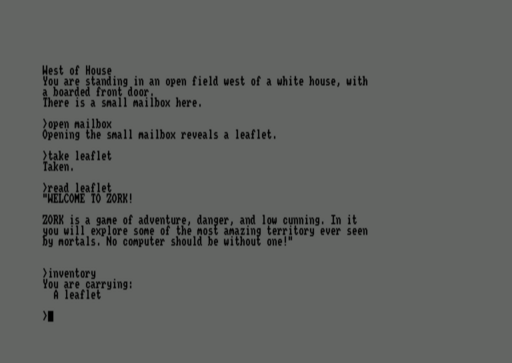 West of House
You are standing in an open field west of a white house, with
a boarded front door.
There is a small mailbox here.
>open mailbox
Opening the small mailbox reveals a leaflet.
>take leaflet
Taken.
>read leaflet
"WELCOME TO ZORK!
ZORK is a game of adventure, danger, and low cunning. In it
you will explore some of the most amazing territory ever seen
by mortals. No computer should be without one!"
>inventory
You are carrying:
A leaflet
>